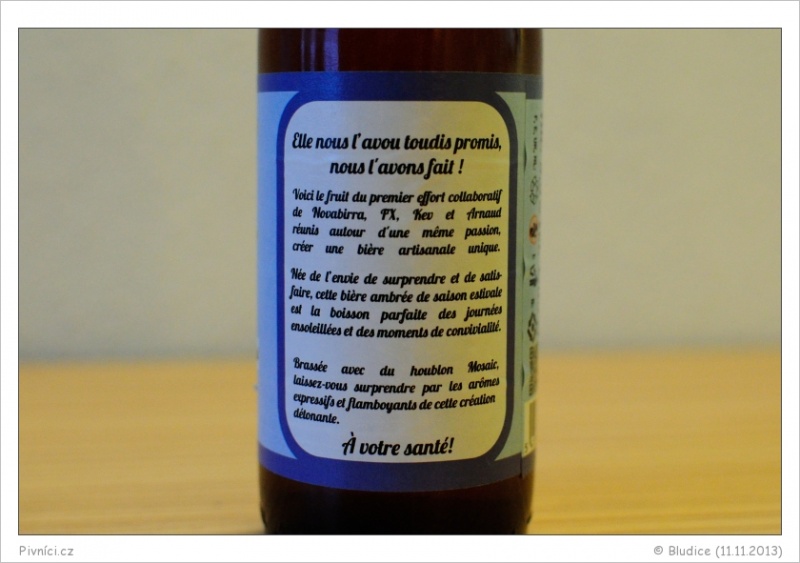 Elle nous l'avou toudis promis,
nous l'avons fait !
Voici le fruit du premier effort collaboratif
de Novabirra, PX, Kev et Arnaud
réunis autour d'une même passion,
créer une bière artisanale unique.
Née de l'envie de surprendre et de satis-
faire, cette bière ambrée de saison estivale
est la boisson parfaite des journées
ensoleillées et des moments de convivialité.
Brassée avec du houblon Mosaic,
laissez-vous surprendre par les arômes
expressifs et flamboyants de cette création
détonante.
À votre santé!
Pivníci.cz
© Bludice (11.11.2013)